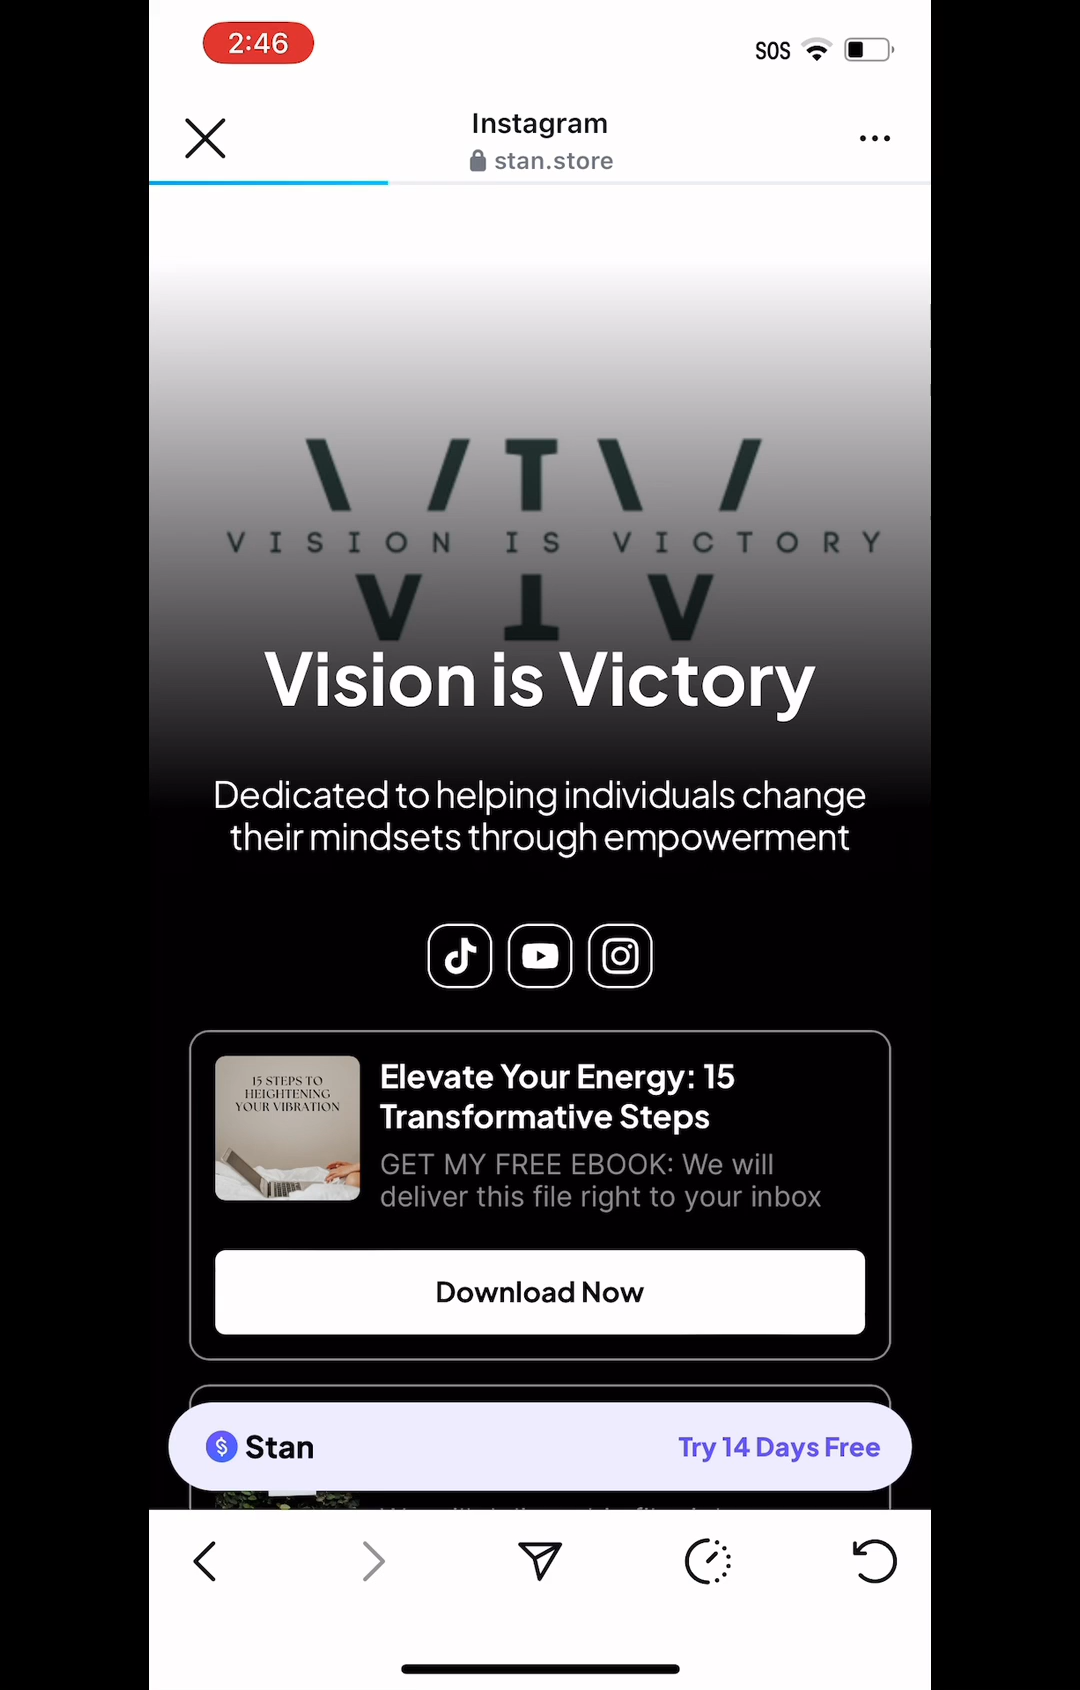 2:46
SOS
Instagram
stan.store
VISION IS VICTORY
VIV
Vision is Victory
Dedicated to helping individuals change
their mindsets through empowerment
15 STEPS TO
HEIGHTENING
YOUR VIBRATION
Elevate Your Energy: 15
Transformative Steps
GET MY FREE EBOOK: We will
deliver this file right to your inbox
Download Now
Stan
Try 14 Days Free